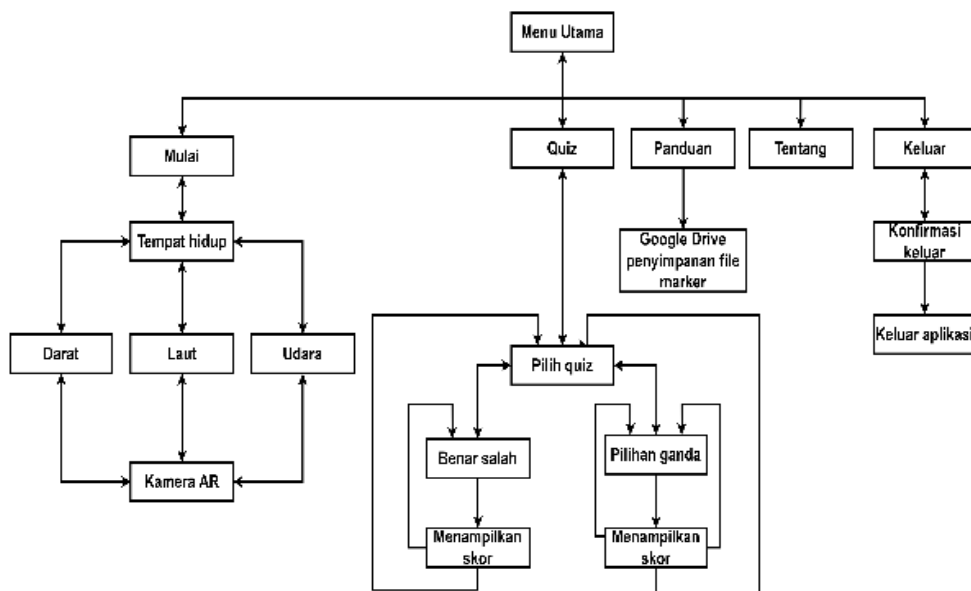 Menu Utama
Mulai
Quiz
Panduan
Tentang
Keluar
Tempat hidup
Google Drive
penyimpanan file
marker
Konfirmasi
keluar
Darat
Laut
Udara
Pilih quiz
Keluar aplikasi
Benar salah
Pilihan ganda
Kamera AR
Menampilkan
skor
Menampilkan
skor